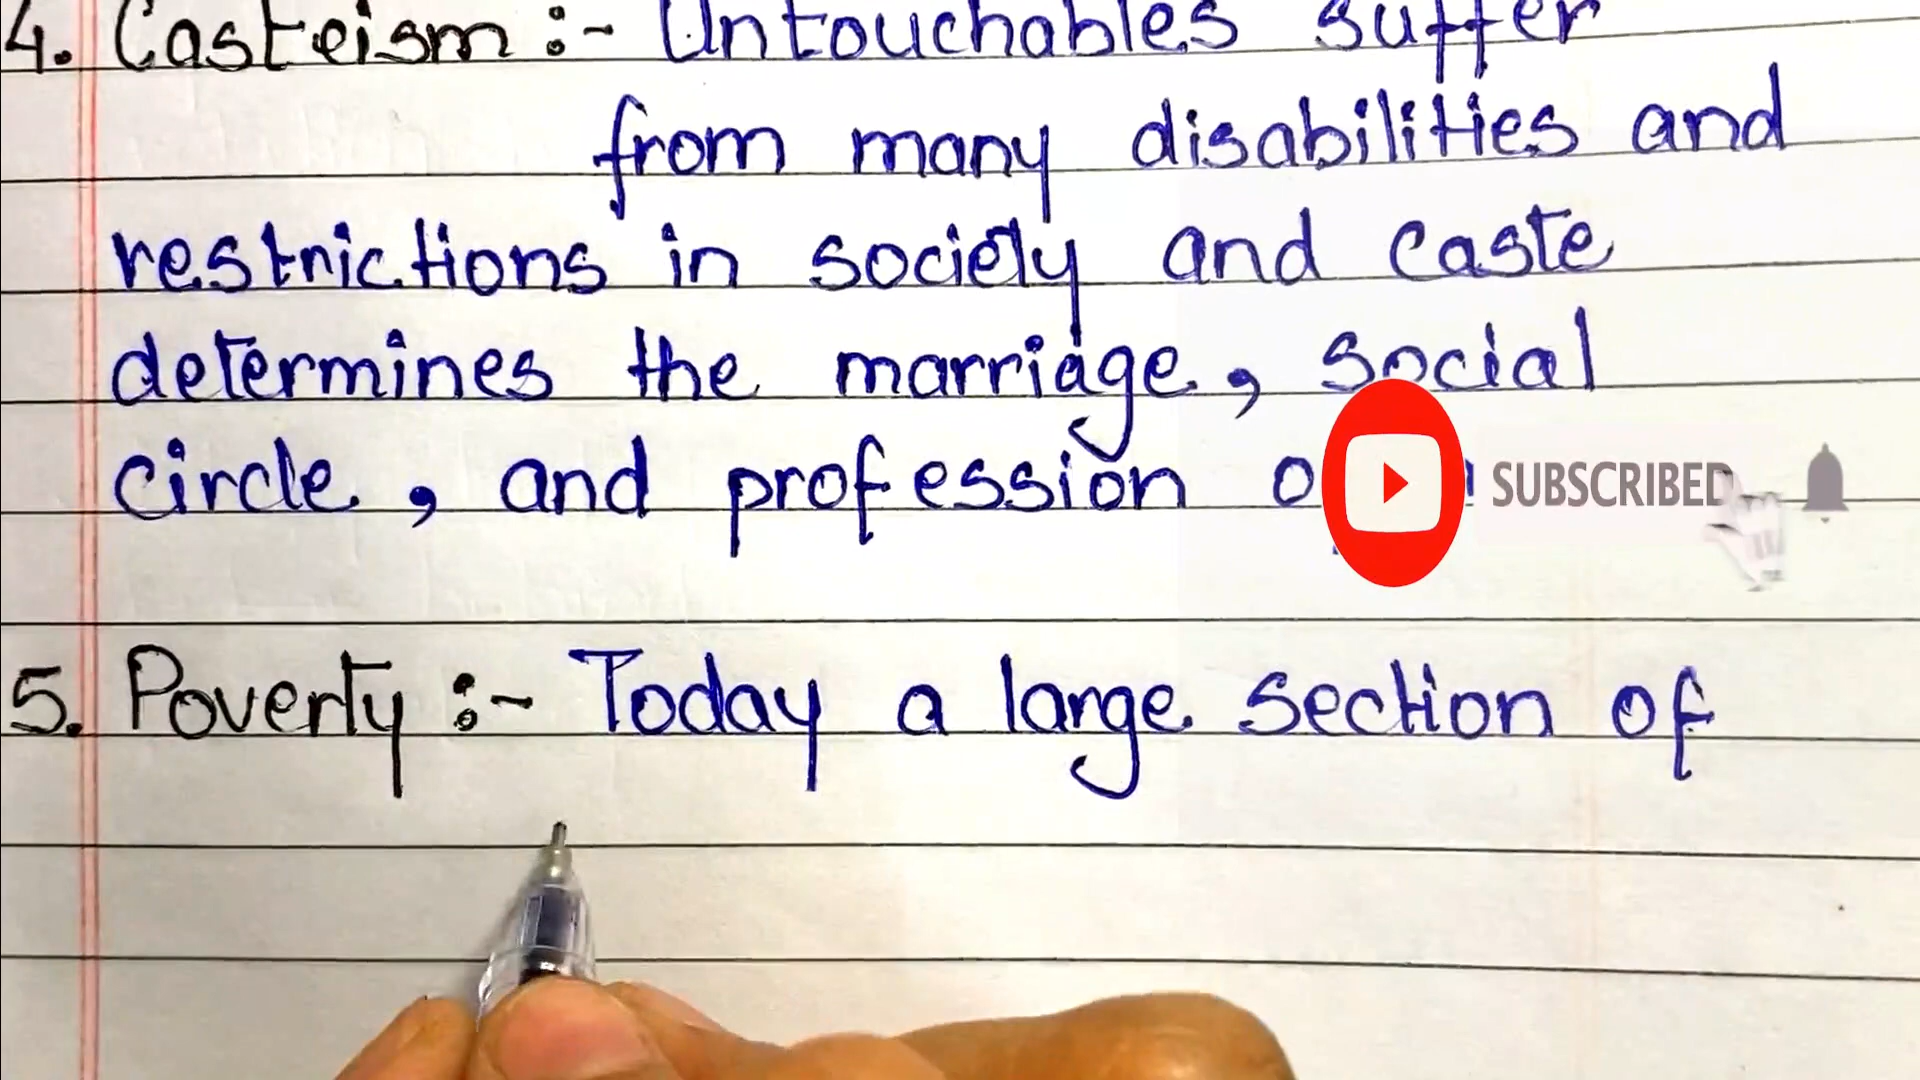 4. Casteism :- Untouchables suffer
from many disabilities and
restrictions in society and caste
determines the marriage, social
circle, and profession
SUBSCRIBED
5. Poverty :- Today a large section of